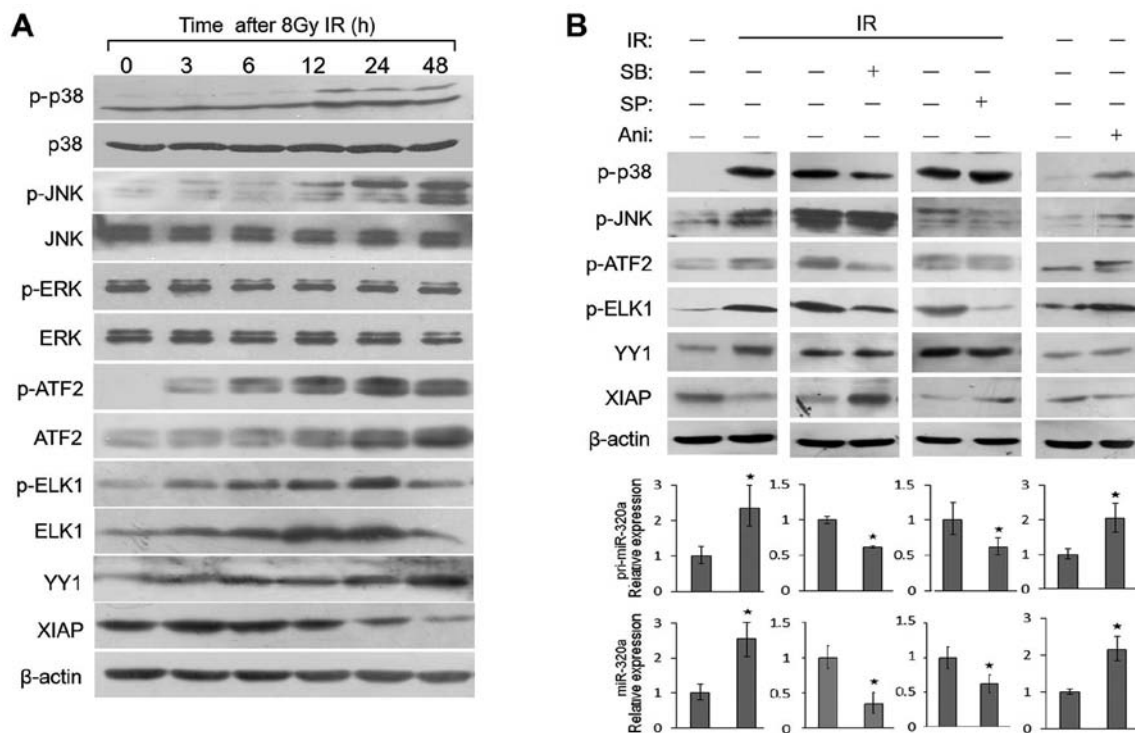 A
Time after 8Gy IR (h)
0 3 6 12 24 48
p-p38
p38
p-JNK
JNK
p-ERK
ERK
p-ATF2
ATF2
p-ELK1
ELK1
YY1
XIAP
β-actin
B
IR
IR: — — —
SB: — — — + — — — —
SP: — — — — — + — —
Ani: — — — — — — — +
p-p38
p-JNK
p-ATF2
p-ELK1
YY1
XIAP
β-actin
pri-miR-320a
Relative expression
3
2
1
0
★
1.5
1
0.5
0
★
1.5
1
0.5
0
★
3
2
1
0
★
miR-320a
Relative expression
3
2
1
0
★
1.5
1
0.5
0
★
1.5
1
0.5
0
★
3
2
1
0
★